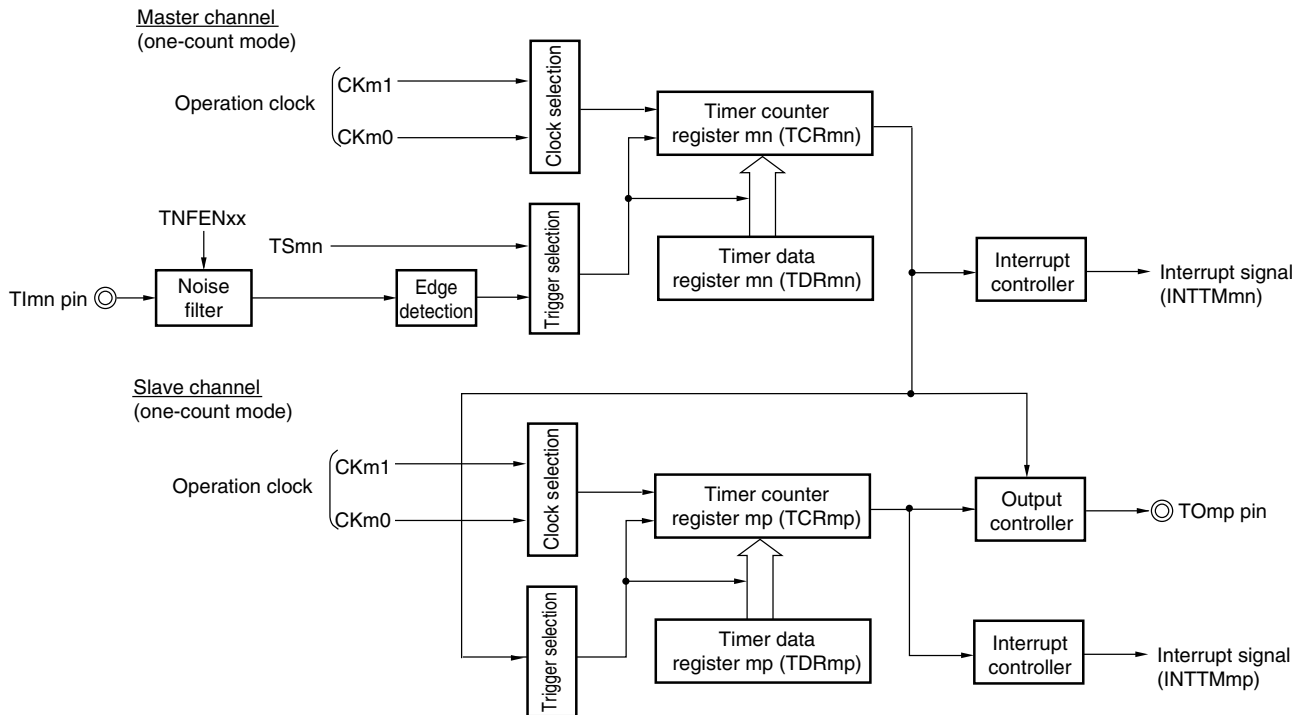 Master channel
(one-count mode)
Operation clock
CKm1
CKm0
Clock selection
Timer counter
register mn (TCRmn)
TNFENxx
TSmn
TImn pin
Noise
filter
Edge
detection
Trigger selection
Timer data
register mn (TDRmn)
Interrupt
controller
Interrupt signal
(INTTMmn)
Slave channel
(one-count mode)
Operation clock
CKm1
CKm0
Clock selection
Timer counter
register mp (TCRmp)
Output
controller
TOmp pin
Trigger selection
Timer data
register mp (TDRmp)
Interrupt
controller
Interrupt signal
(INTTMmp)